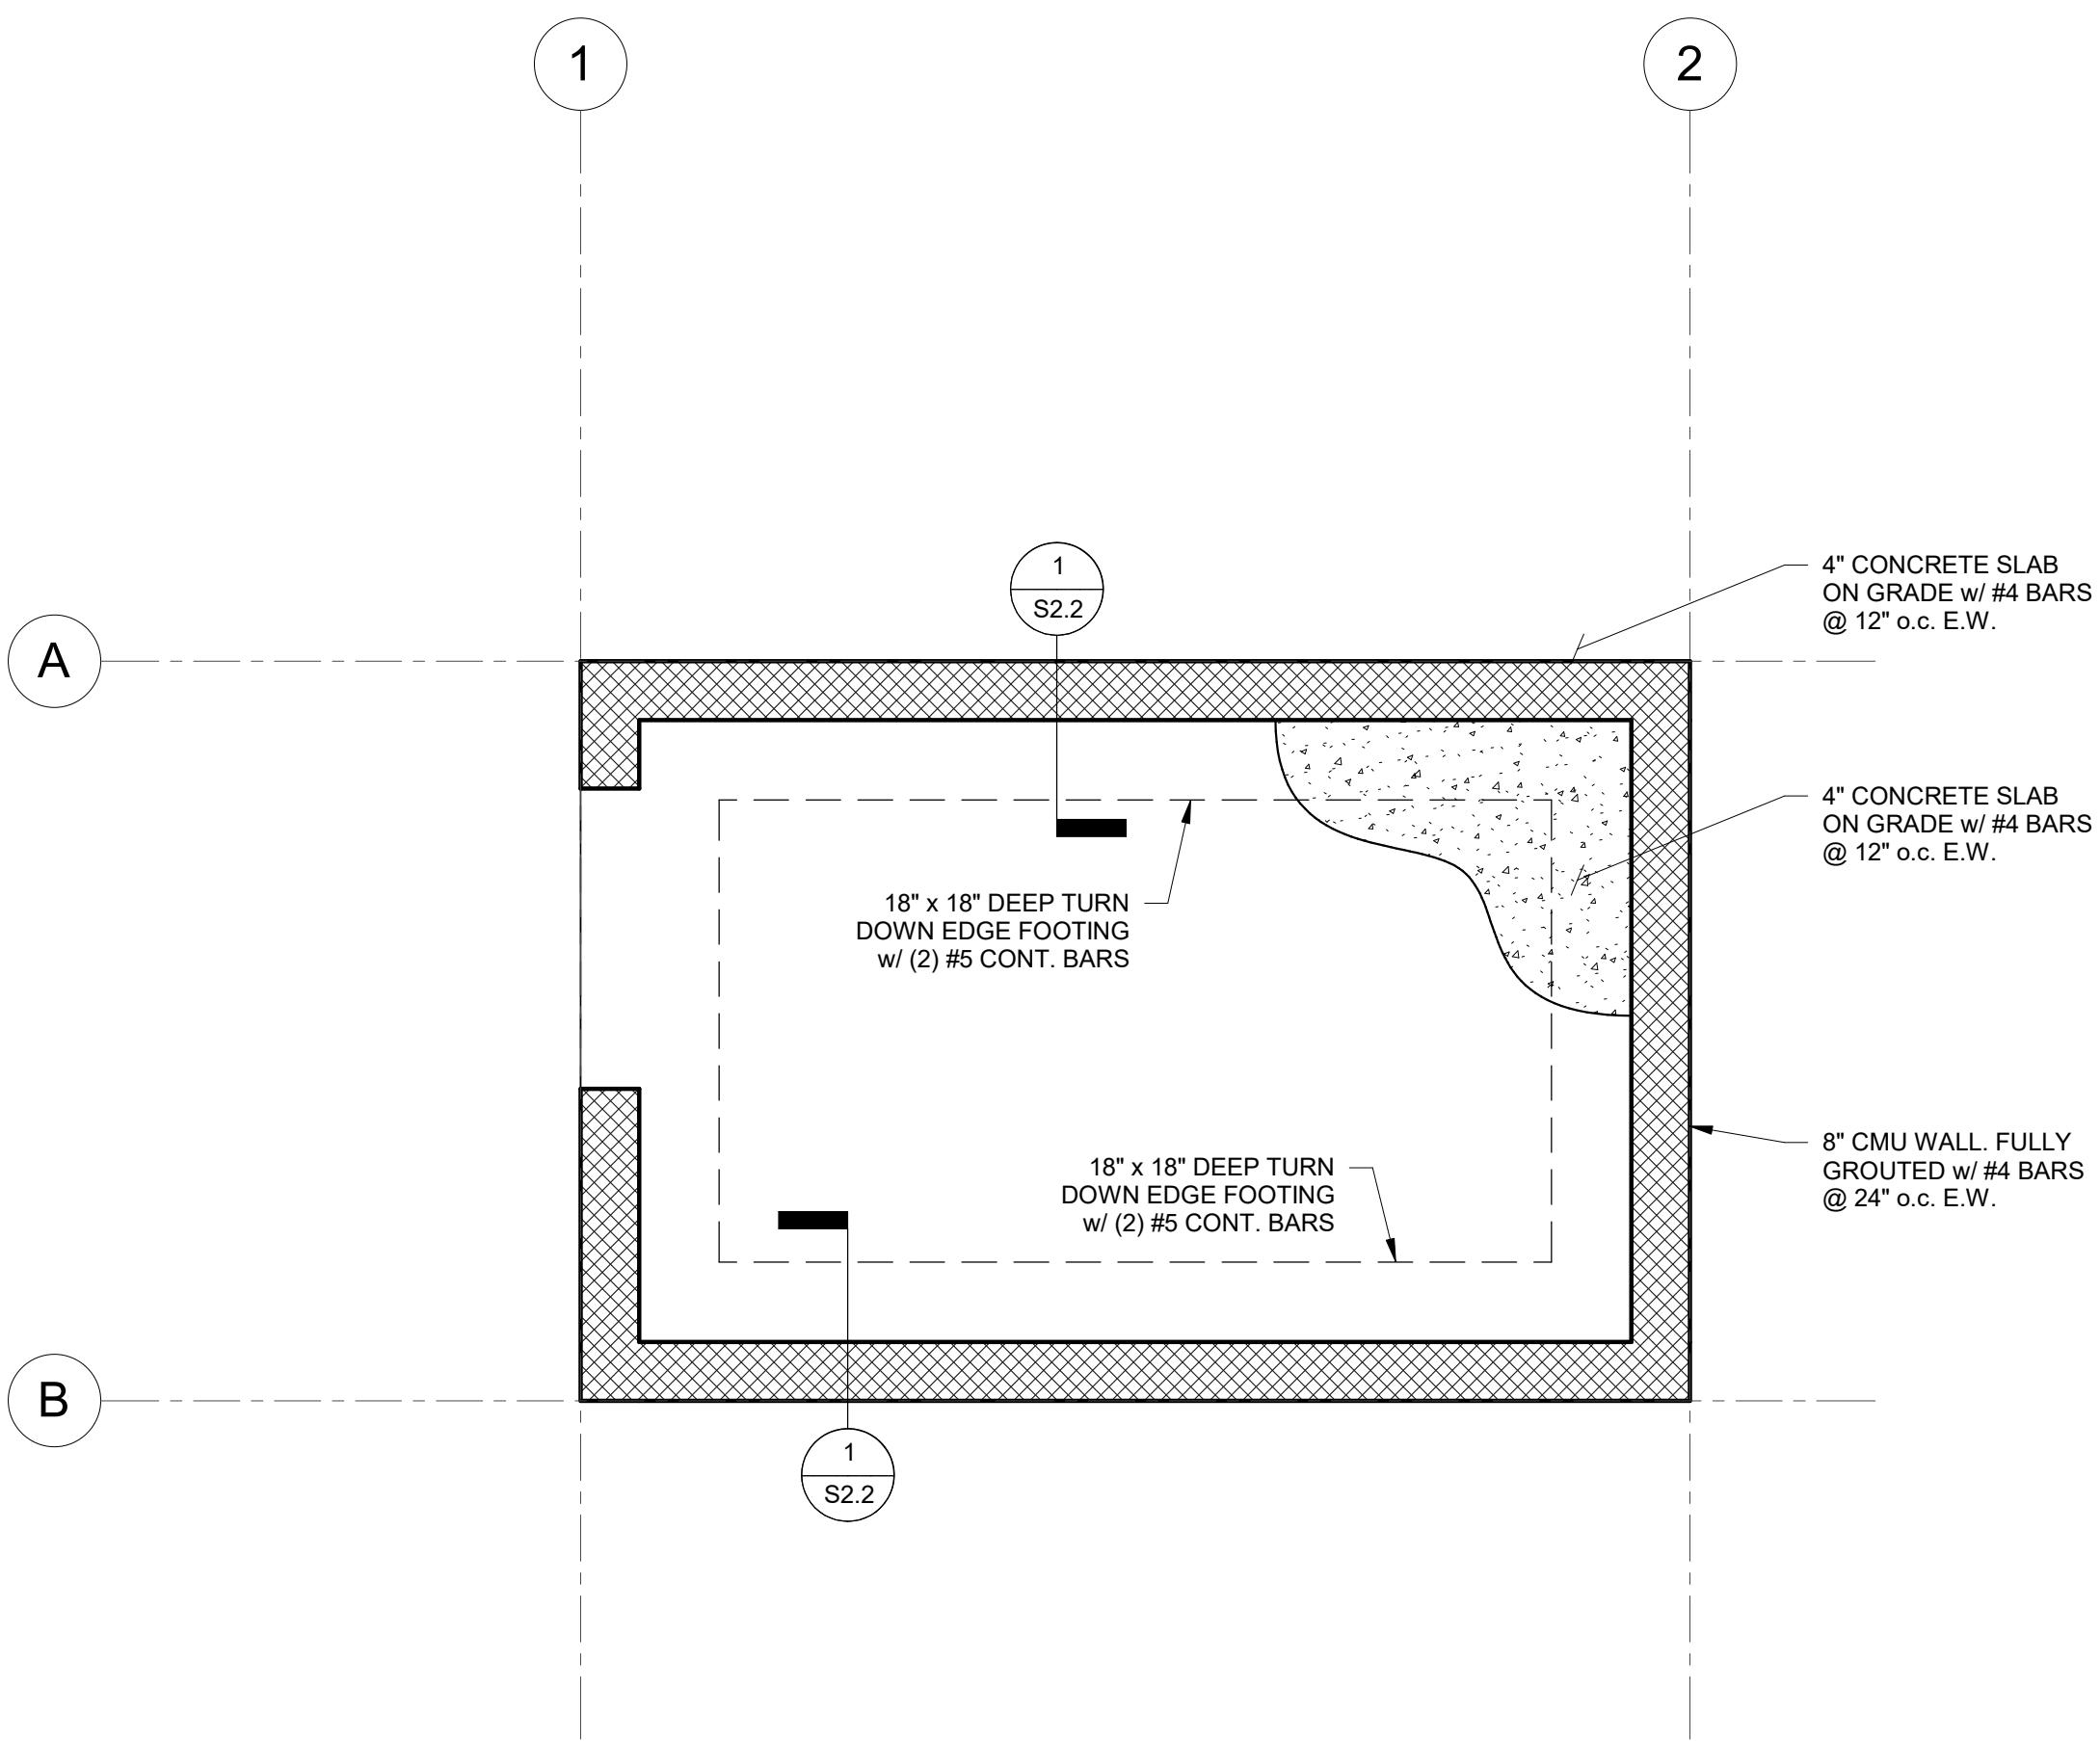 1
2
1
S2.2
4" CONCRETE SLAB
ON GRADE w/ #4 BARS
@ 12" o.c. E.W.
A
4" CONCRETE SLAB
ON GRADE w/ #4 BARS
@ 12" o.c. E.W.
18" x 18" DEEP TURN
DOWN EDGE FOOTING
w/ (2) #5 CONT. BARS
8" CMU WALL. FULLY
GROUTED w/ #4 BARS
@ 24" o.c. E.W.
18" x 18" DEEP TURN
DOWN EDGE FOOTING
w/ (2) #5 CONT. BARS
B
1
S2.2